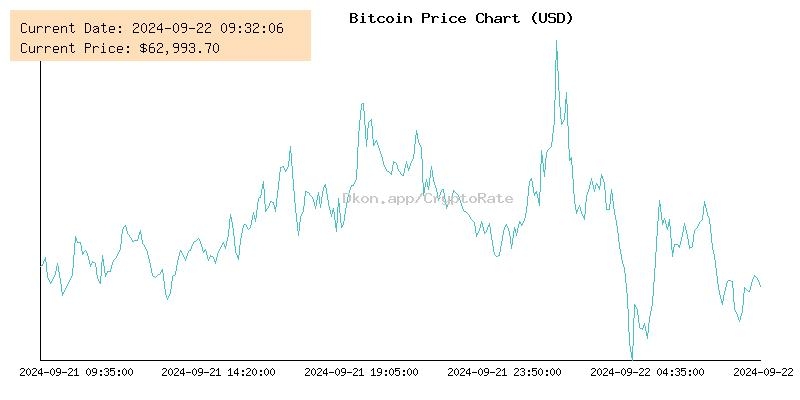 Bitcoin Price Chart (USD)
Current Date: 2024-09-22 09:32:06
Current Price: $62,993.70
Dkon.app/CryptoRate
2024-09-21 09:35:00 2024-09-21 14:20:00 2024-09-21 19:05:00 2024-09-21 23:50:00 2024-09-22 04:35:00 2024-09-22